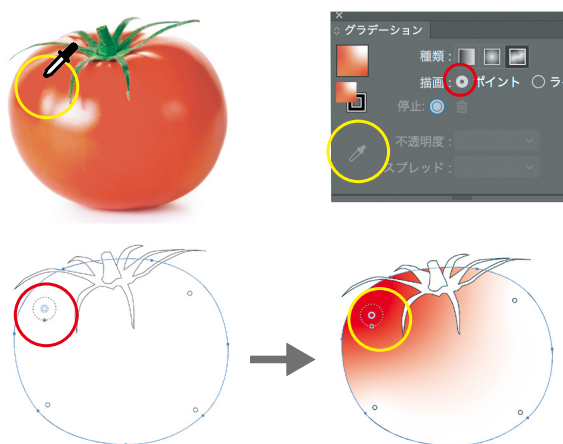 グラデーション
種類：
描画： ポイント ラ
停止：
不透明度：
スプレッド：